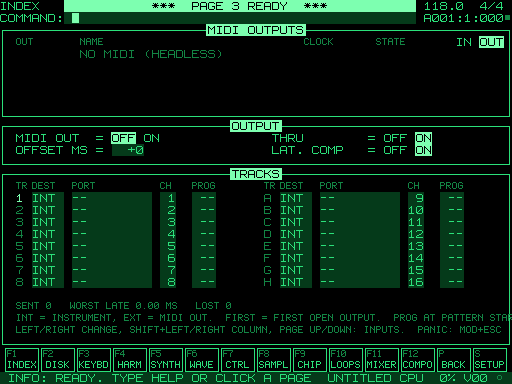 INDEX *** PAGE 3 READY *** 118.0 4/4
COMMAND: A001:1:000
MIDI OUTPUTS
OUT NAME CLOCK STATE IN OUT
NO MIDI (HEADLESS)
OUTPUT
MIDI OUT = OFF ON THRU = OFF ON
OFFSET MS = +0 LAT. COMP = OFF ON
TRACKS
TR DEST PORT CH PROG TR DEST PORT CH PROG
1 INT -- 1 -- A INT -- 9 --
2 INT -- 2 -- B INT -- 10 --
3 INT -- 3 -- C INT -- 11 --
4 INT -- 4 -- D INT -- 12 --
5 INT -- 5 -- E INT -- 13 --
6 INT -- 6 -- F INT -- 14 --
7 INT -- 7 -- G INT -- 15 --
8 INT -- 8 -- H INT -- 16 --
SENT 0 WORST LATE 0.00 MS LOST 0
INT = INSTRUMENT, EXT = MIDI OUT. FIRST = FIRST OPEN OUTPUT. PROG AT PATTERN STA
LEFT/RIGHT CHANGE, SHIFT+LEFT/RIGHT COLUMN, PAGE UP/DOWN: INPUTS. PANIC: MOD+ESC
F1 F2 F3 F4 F5 F6 F7 F8 F9 F10 F11 F12 P S
INDEX DISK KEYBD HARM SYNTH WAVE CTRL SAMPL CHIP LOOPS MIXER COMPO BACK SETUP
INFO: READY. TYPE HELP OR CLICK A PAGE UNTITLED CPU 0% V00